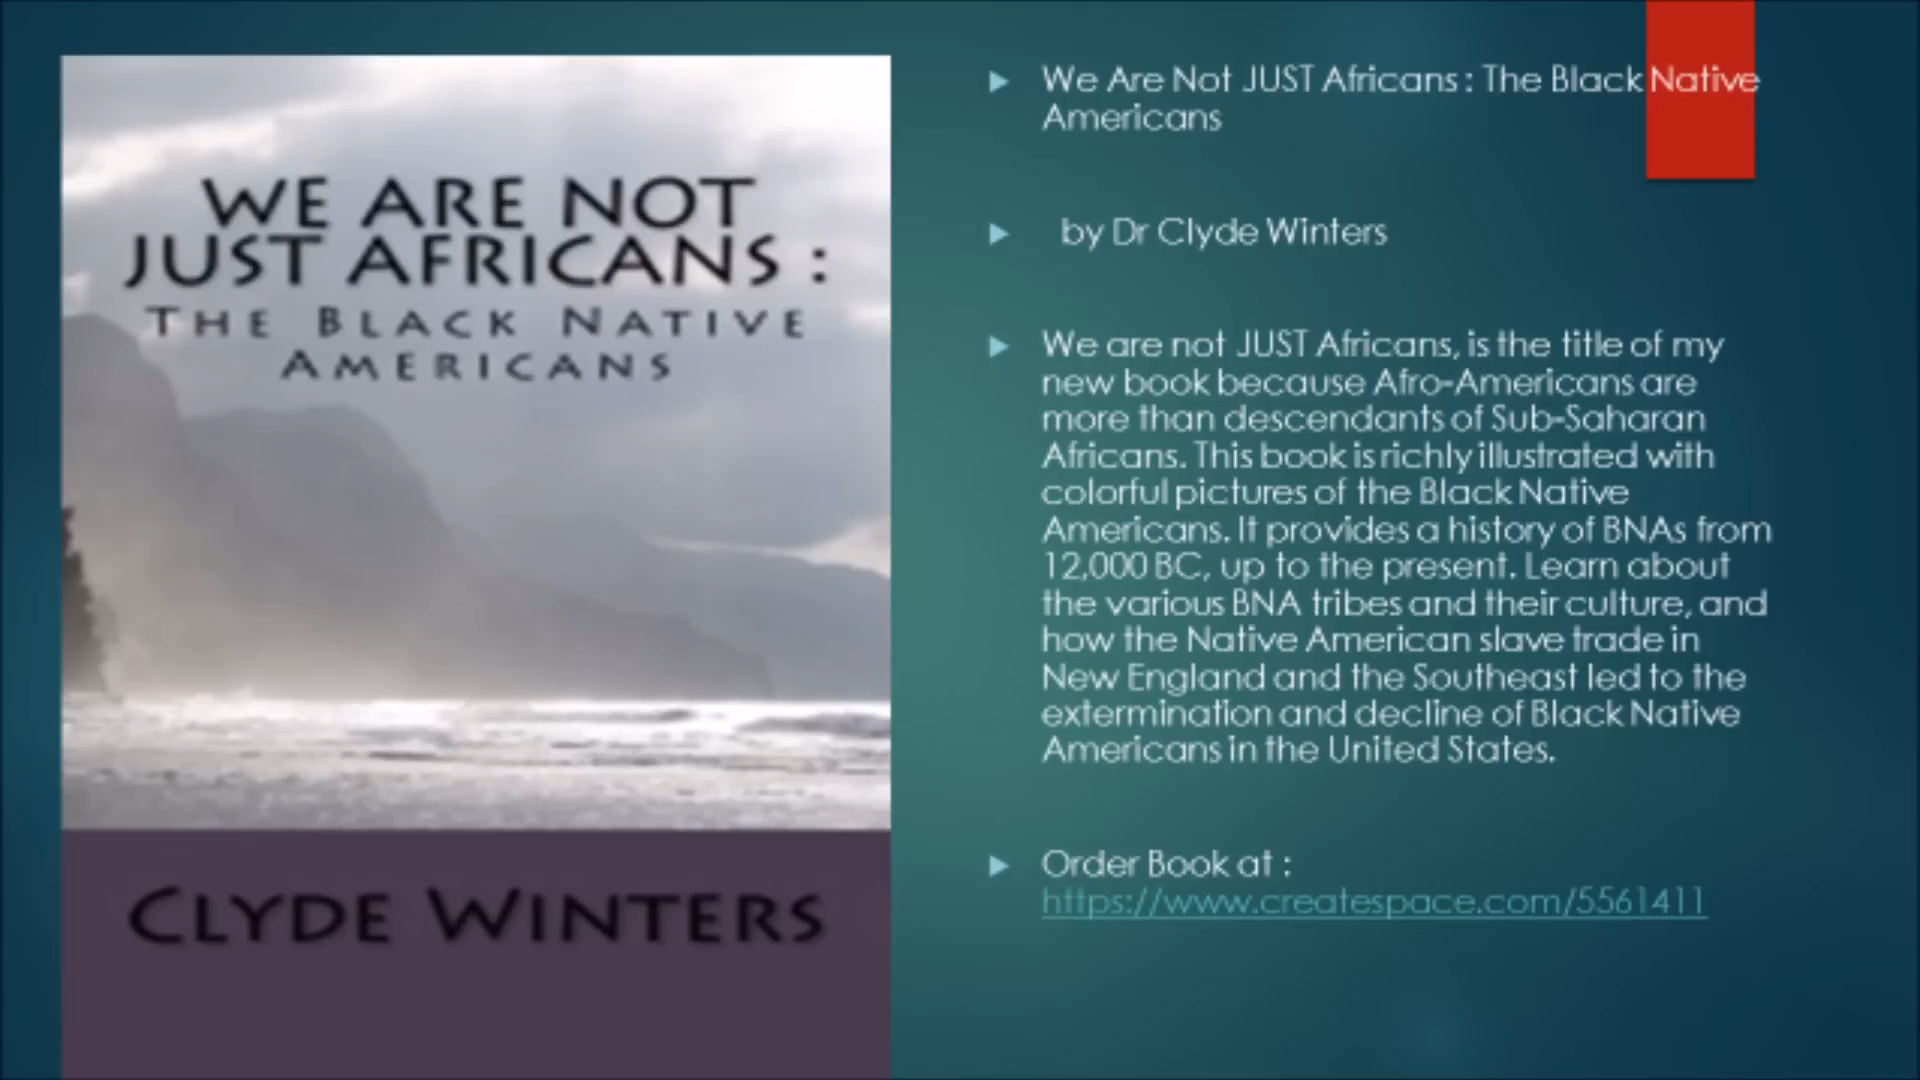 WE ARE NOT
JUST AFRICANS :
THE BLACK NATIVE
AMERICANS
CLYDE WINTERS
We Are Not JUST Africans : The Black Native
Americans
by Dr Clyde Winters
We are not JUST Africans, is the title of my
new book because Afro-Americans are
more than descendants of Sub-Saharan
Africans. This book is richly illustrated with
colorful pictures of the Black Native
Americans. It provides a history of BNAs from
12,000 BC, up to the present. Learn about
the various BNA tribes and their culture, and
how the Native American slave trade in
New England and the Southeast led to the
extermination and decline of Black Native
Americans in the United States.
Order Book at :
https://www.createspace.com/5561411